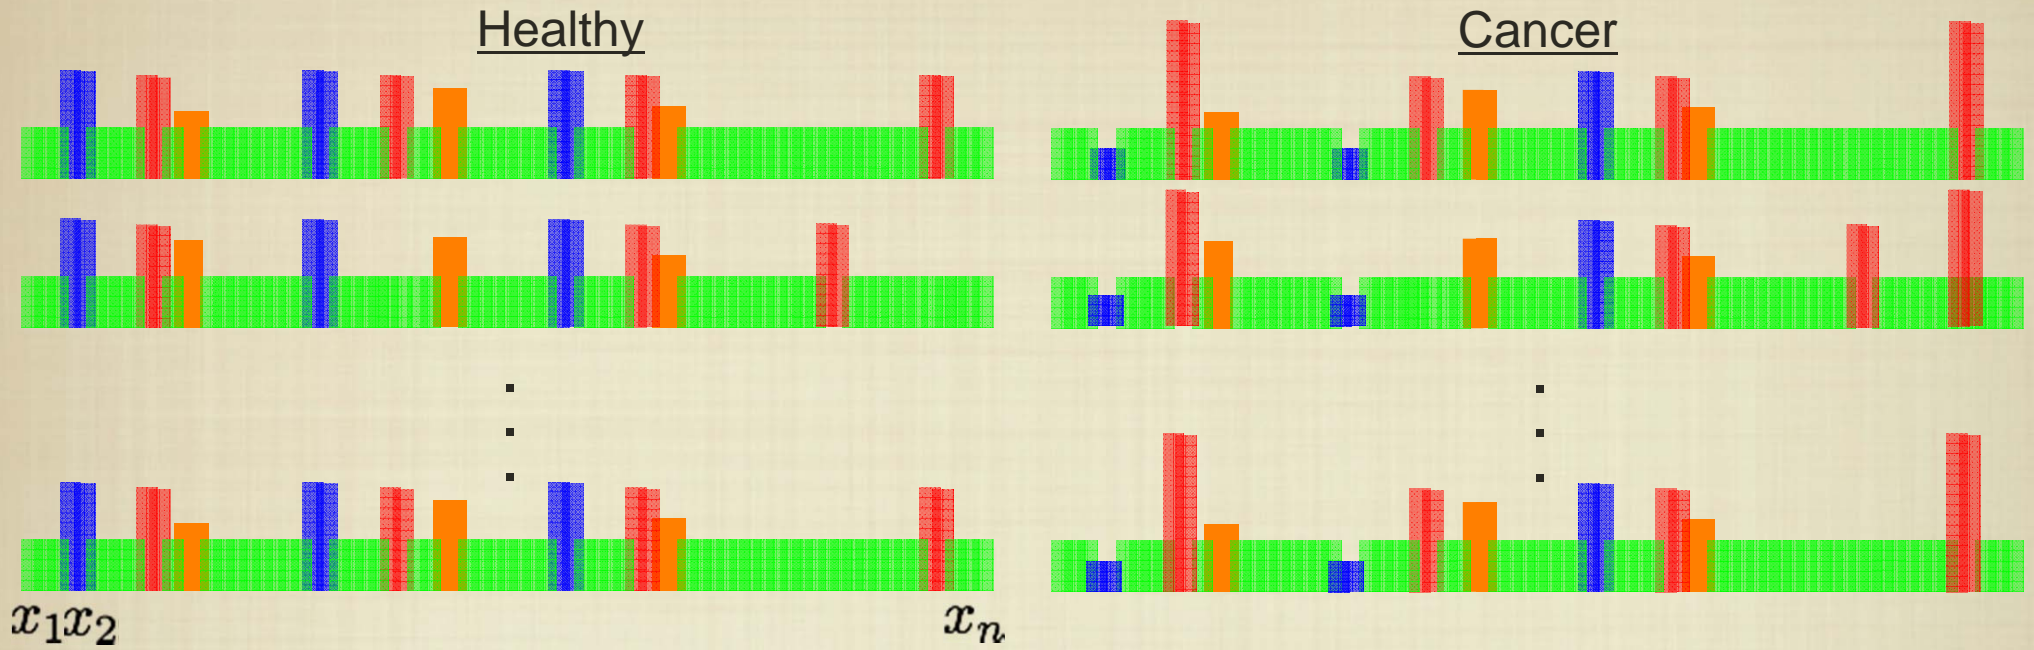 Healthy
Cancer
x₁x₂
xₙ